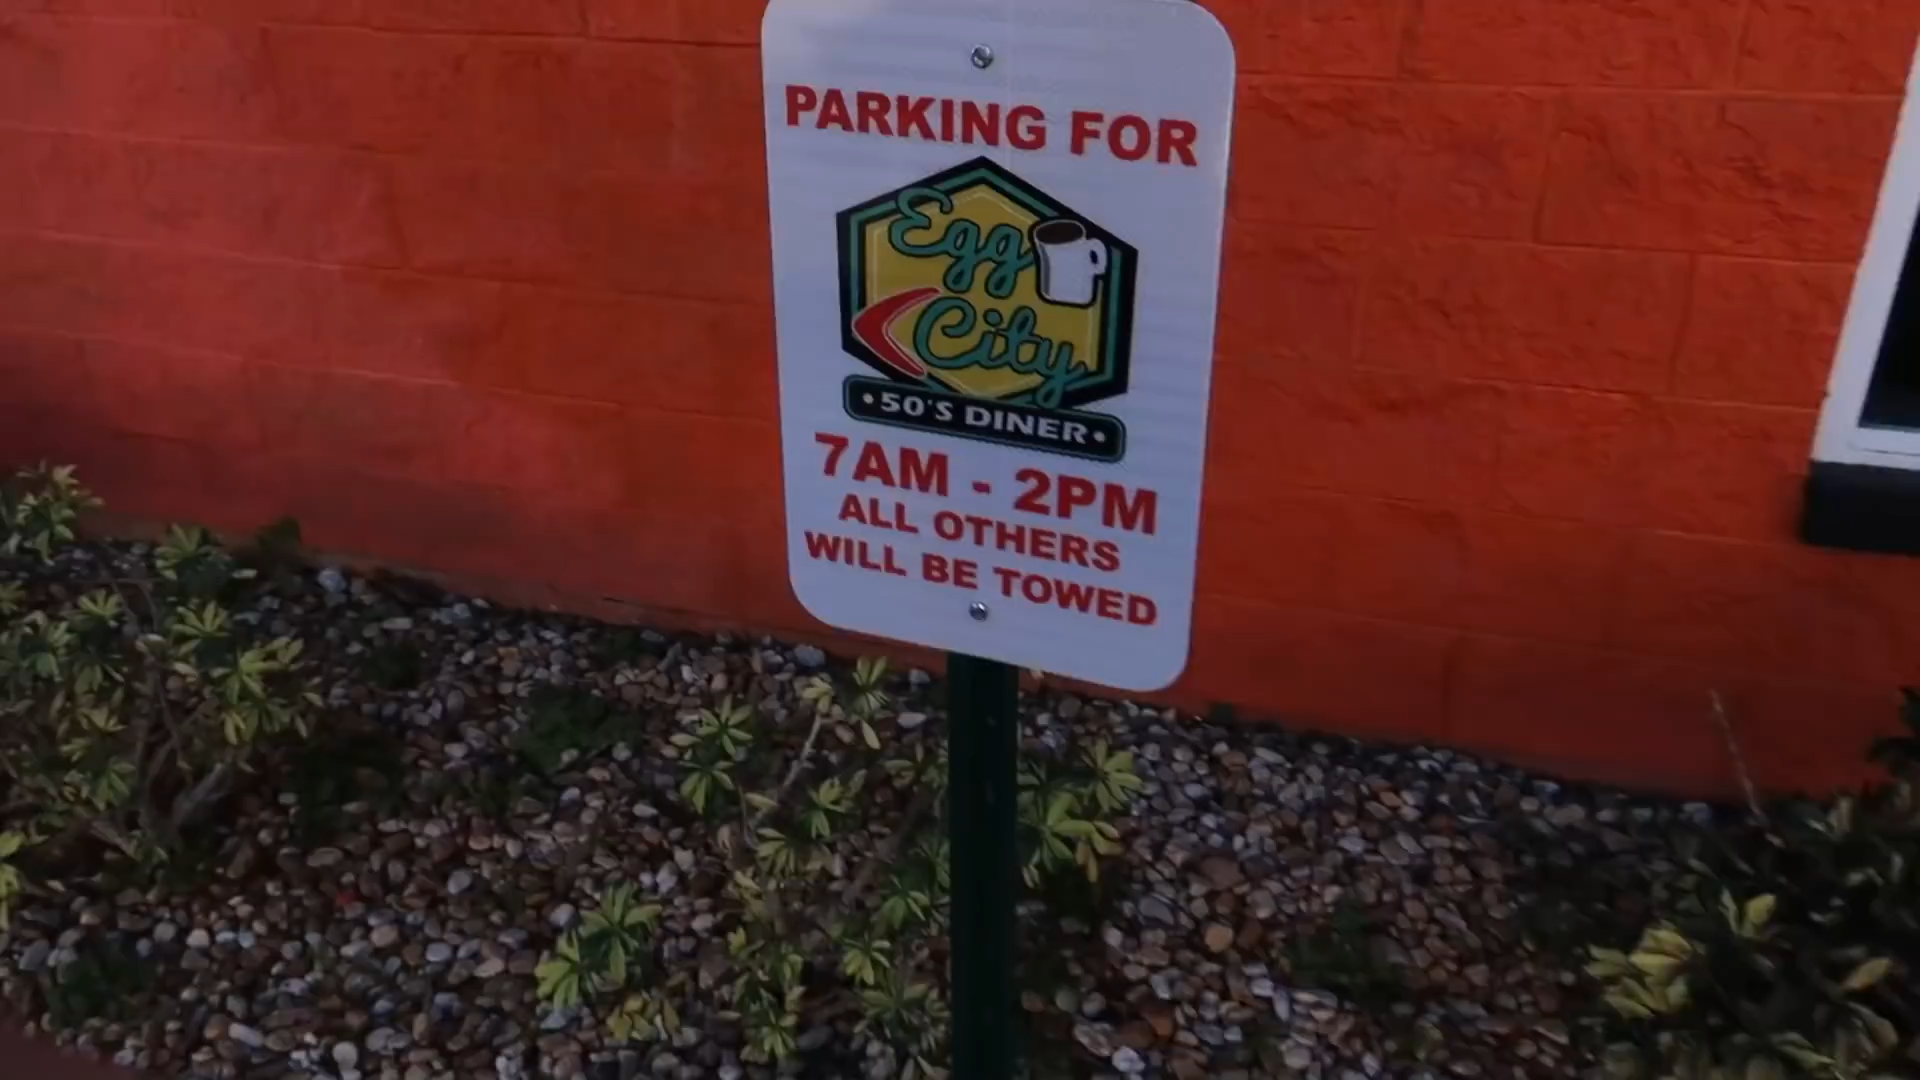 PARKING FOR
Egg
City
•50'S DINER•
7AM - 2PM
ALL OTHERS
WILL BE TOWED